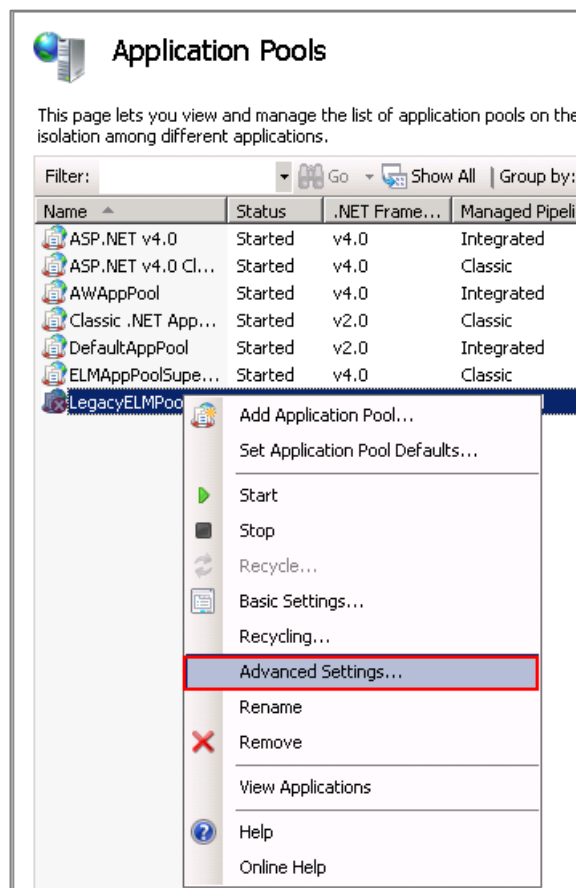 Application Pools
This page lets you view and manage the list of application pools on the
isolation among different applications.
Filter: Go Show All Group by:
Name Status .NET Frame... Managed Pipeli
ASP.NET v4.0 Started v4.0 Integrated
ASP.NET v4.0 Cl... Started v4.0 Classic
AWAppPool Started v4.0 Integrated
Classic .NET App... Started v2.0 Classic
DefaultAppPool Started v2.0 Integrated
ELMAppPoolSupe... Started v4.0 Classic
LegacyELMPoo
Add Application Pool...
Set Application Pool Defaults...
Start
Stop
Recycle...
Basic Settings...
Recycling...
Advanced Settings...
Rename
Remove
View Applications
Help
Online Help